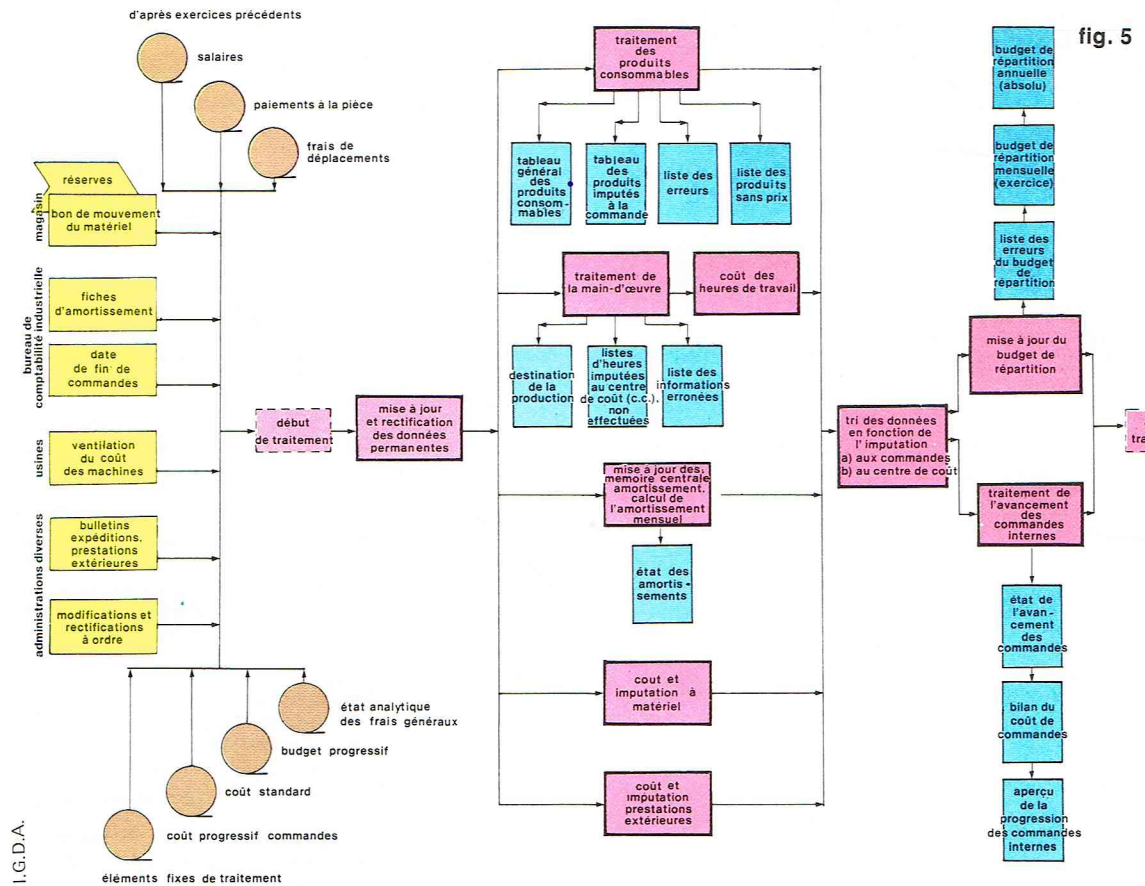 fig. 5
d'après exercices précédents
salaires
paiements à la pièce
frais de
déplacements
magasin
réserves
bon de mouvement
du matériel
bureau de
comptabilité industrielle
fiches
d'amortissement
date
de fin de
commandes
usines
ventilation
du coût
des machines
administrations diverses
bulletins
expéditions.
prestations
extérieures
modifications et
rectifications
à ordre
état analytique
des frais généraux
budget progressif
coût standard
coût progressif commandes
éléments fixes de traitement
I.G.D.A.
début
de traitement
mise à jour
et rectification
des données
permanentes
traitement
des
produits
consommables
tableau
général
des
produits
consom-
mables
tableau
des
produits
imputés
à la
commande
liste des
erreurs
liste des
produits
sans prix
traitement de
la main-d'œuvre
coût des
heures de travail
destination
de la
production
listes
d'heures
imputées
au centre
de coût (c.c.),
non
effectuées
liste des
informations
erronées
mise à jour des,
mémoire centrale
amortissement,
calcul de
l'amortissement
mensuel
état des
amortis-
sements
cout et
imputation à
matériel
coût et
imputation
prestations
extérieures
tri des données
en fonction de
l'imputation
a) aux commandes
b) au centre de coût
budget de
répartition
annuelle
(absolu)
budget de
répartition
mensuelle
(exercice)
liste des
erreurs
du budget
de
répartition
mise à jour du
budget de
répartition
traitement de
l'avancement
des
commandes
internes
état de
l'avan-
cement
des
commandes
bilan du
coût de
commandes
aperçu
de la
progression
des commandes
internes
tra